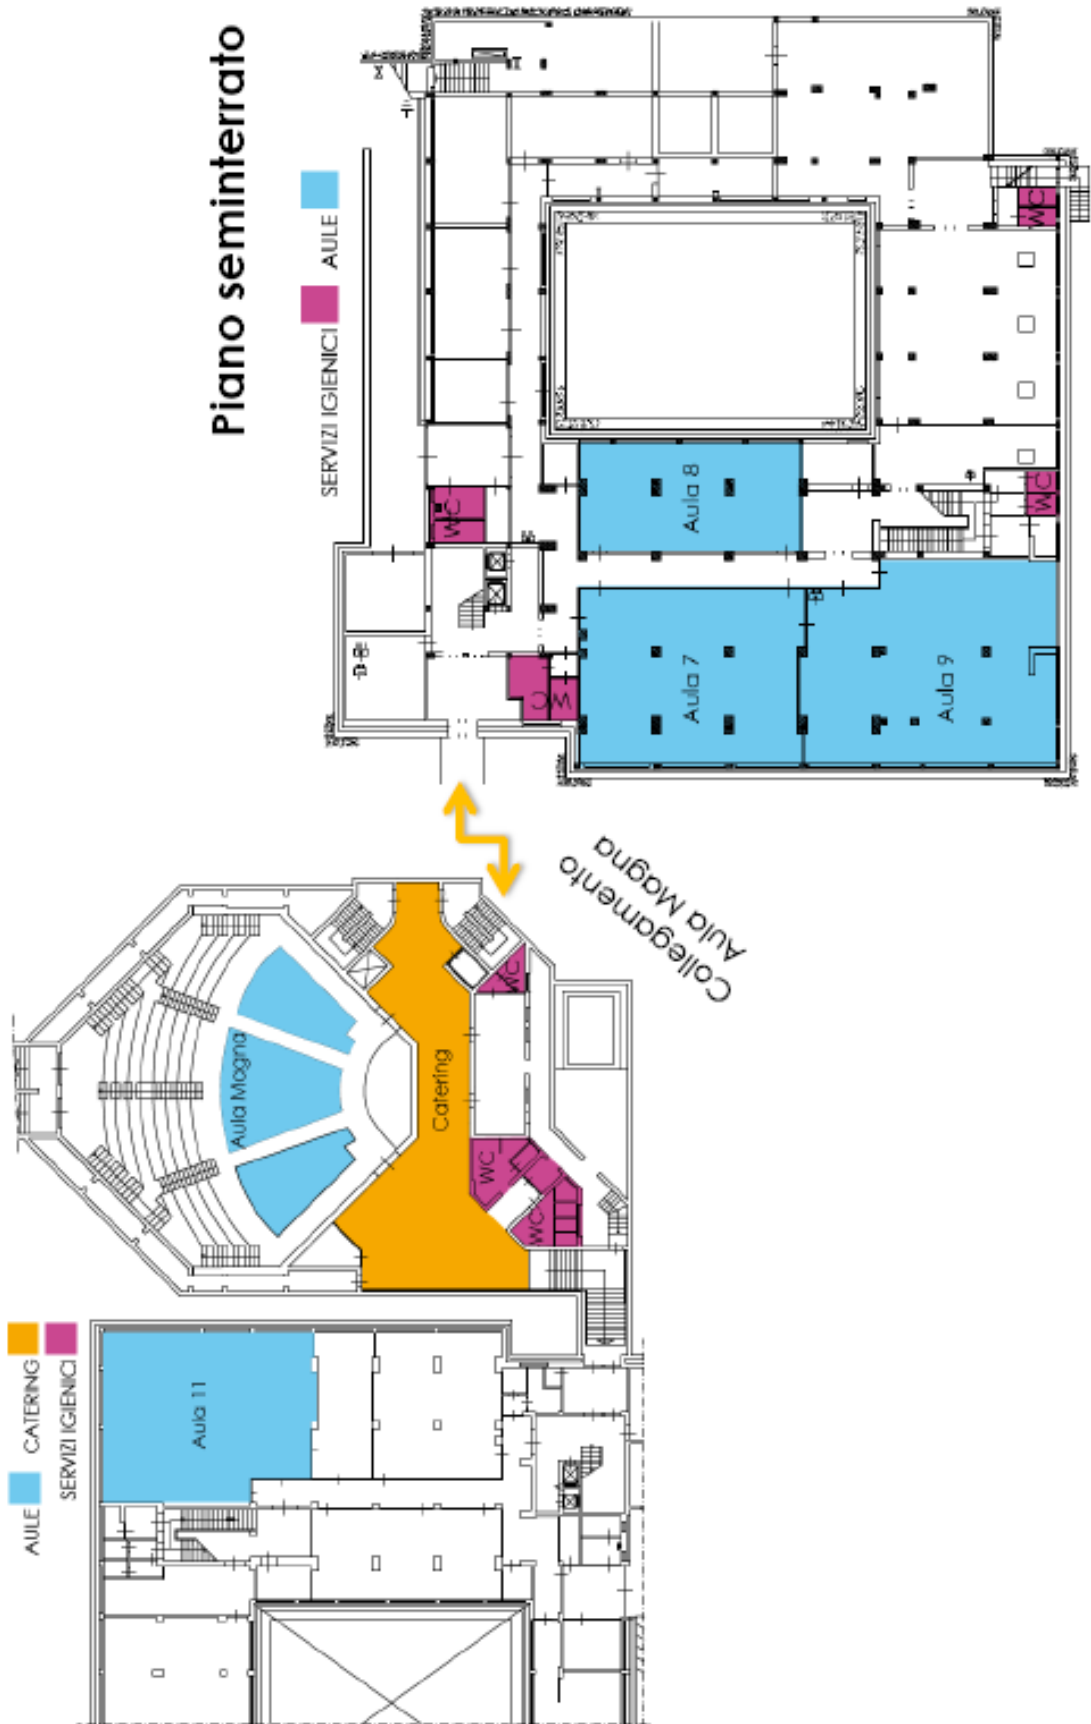 Piano seminterrato
SERVIZI IGIENICI
AULE
WC
WC
WC
WC
WC
Aula 8
Aula 7
Aula 9
Collegamento
Aula Magna
Aula Magna
Catering
WC
WC
WC
AULE
CATERING
SERVIZI IGIENICI
Aula 11